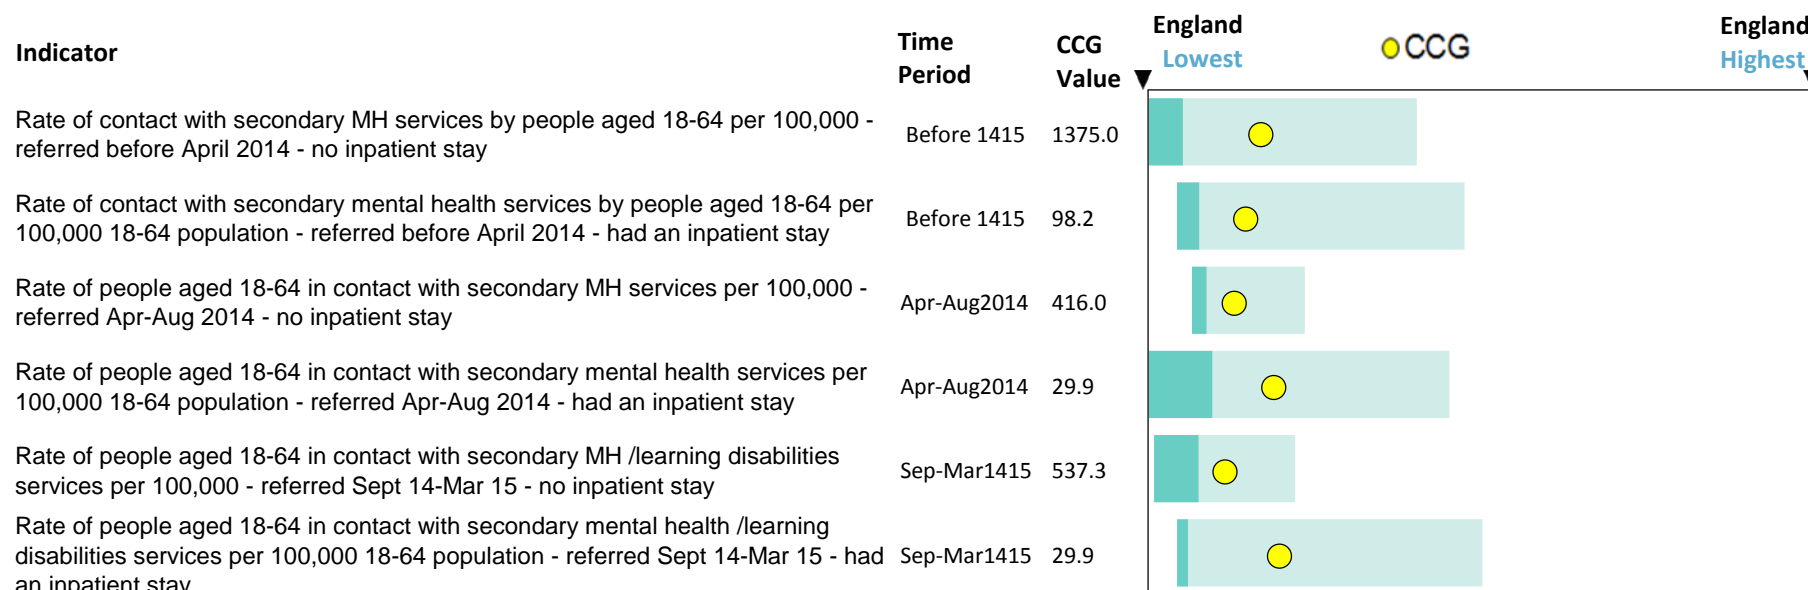 Indicator
Time Period
CCG Value
England Lowest
CCG
England Highest
Rate of contact with secondary MH services by people aged 18-64 per 100,000 -
referred before April 2014 - no inpatient stay
Before 1415 1375.0
Rate of contact with secondary mental health services by people aged 18-64 per
100,000 18-64 population - referred before April 2014 - had an inpatient stay
Before 1415 98.2
Rate of people aged 18-64 in contact with secondary MH services per 100,000 -
referred Apr-Aug 2014 - no inpatient stay
Apr-Aug2014 416.0
Rate of people aged 18-64 in contact with secondary mental health services per
100,000 18-64 population - referred Apr-Aug 2014 - had an inpatient stay
Apr-Aug2014 29.9
Rate of people aged 18-64 in contact with secondary MH /learning disabilities
services per 100,000 - referred Sept 14-Mar 15 - no inpatient stay
Sep-Mar1415 537.3
Rate of people aged 18-64 in contact with secondary mental health /learning
disabilities services per 100,000 18-64 population - referred Sept 14-Mar 15 - had
an inpatient stay
Sep-Mar1415 29.9